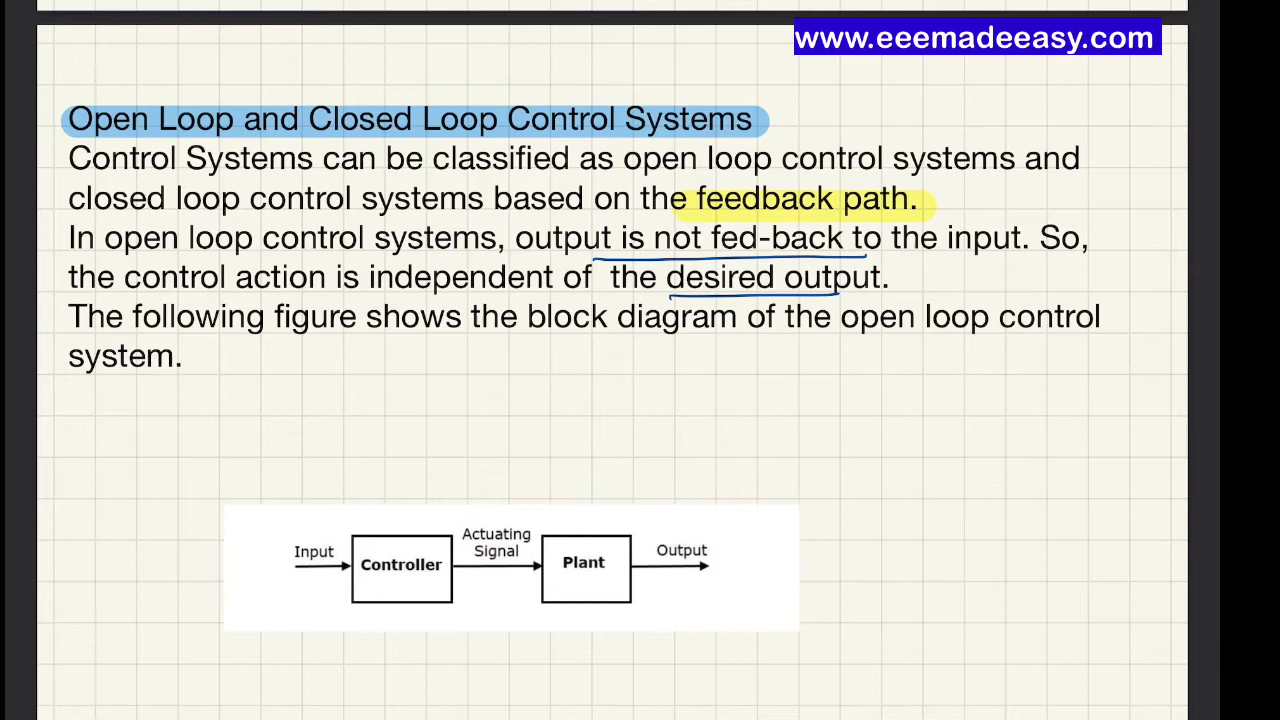 www.eeemadeeasy.com
Open Loop and Closed Loop Control Systems
Control Systems can be classified as open loop control systems and
closed loop control systems based on the feedback path.
In open loop control systems, output is not fed-back to the input. So,
the control action is independent of  the desired output.
The following figure shows the block diagram of the open loop control
system.
Input
Controller
Actuating
Signal
Plant
Output